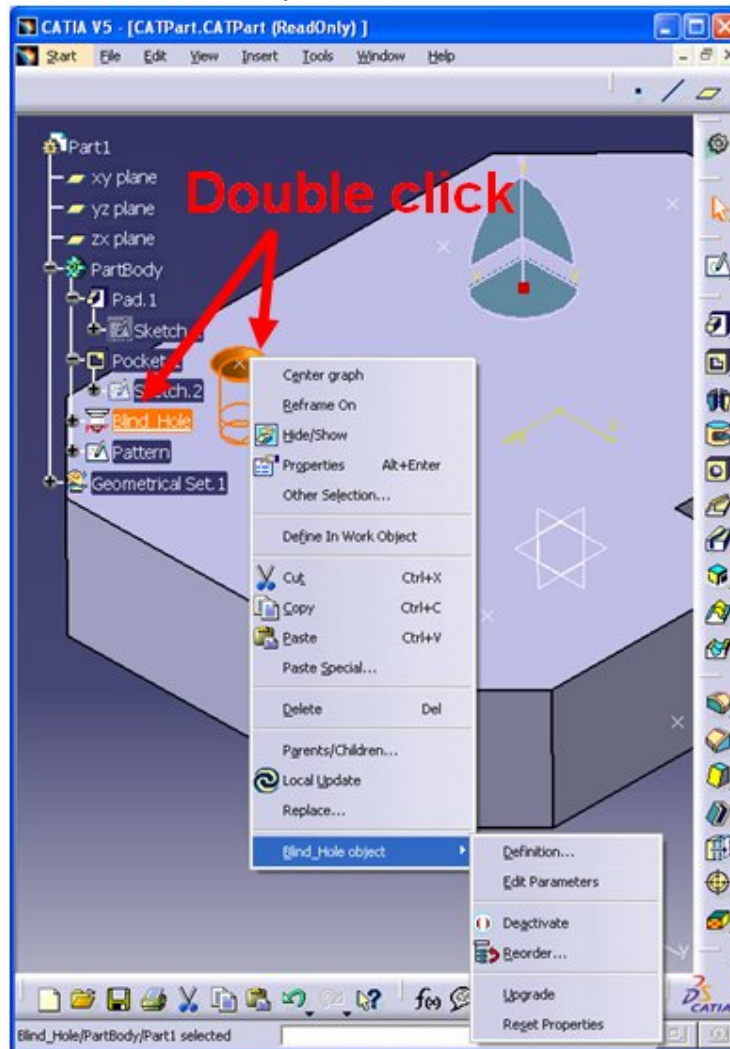 CATIA V5 - [CATPart.CATPart (ReadOnly) ]
Start File Edit View Insert Tools Window Help
Part1
xy plane
yz plane
zx plane
PartBody
Pad.1
Double click
Center graph
Reframe On
Hide/Show
Properties Alt+Enter
Other Selection...
Define In Work Object
Cut Ctrl+X
Copy Ctrl+C
Paste Ctrl+V
Paste Special...
Delete Del
Parents/Children...
Local Update
Replace...
Blind_Hole object
Sketch.2
Blind_Hole
Pattern
Geometrical Set.1
Definition...
Edit Parameters
Deactivate
Reorder...
Upgrade
Reset Properties
f(x)
CATIA
Blind_Hole/PartBody/Part1 selected